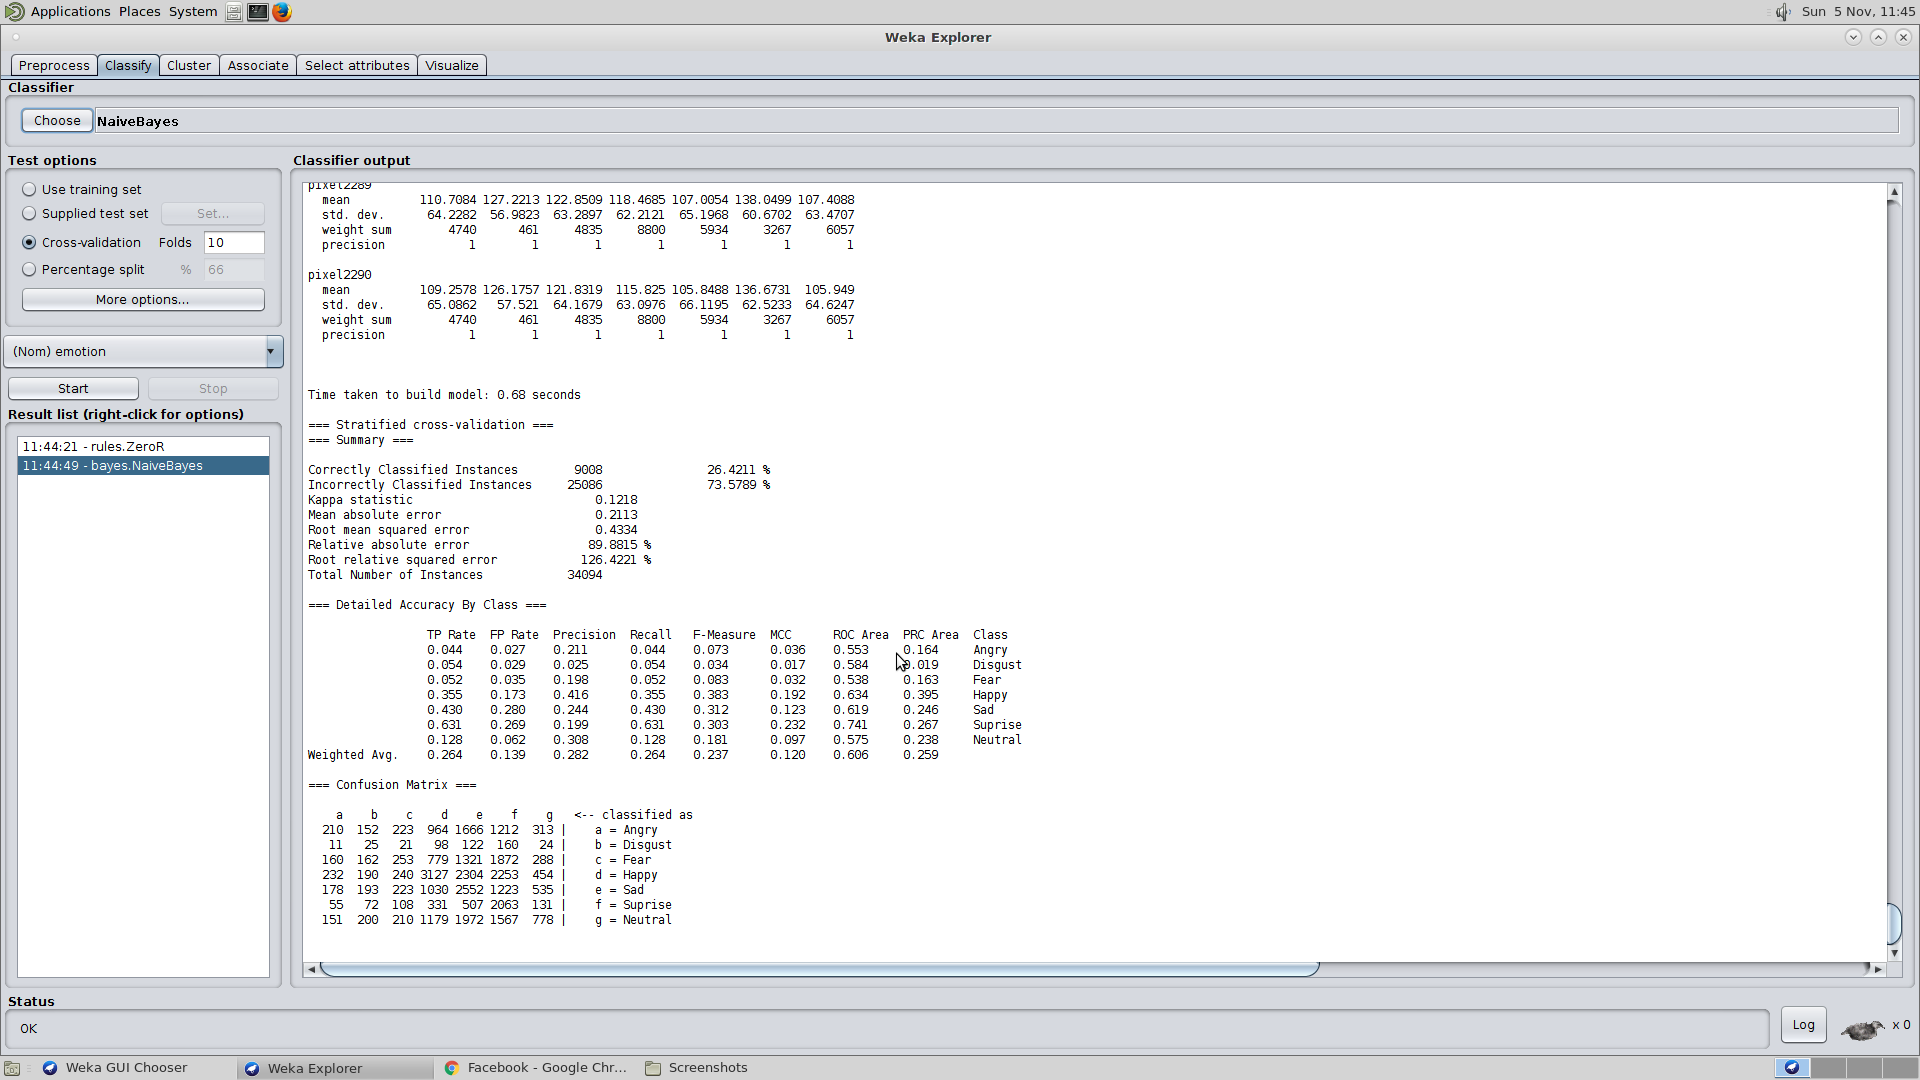 Applications Places System Sun 5 Nov, 11:45
Weka Explorer
Preprocess Classify Cluster Associate Select attributes Visualize
Classifier
Choose NaiveBayes
Test options
Use training set
Supplied test set Set...
Cross-validation Folds 10
Percentage split % 66
More options...
(Nom) emotion
Start Stop
Result list (right-click for options)
11:44:21 - rules.ZeroR
11:44:49 - bayes.NaiveBayes
Classifier output
pixel2289
mean 110.7084 127.2213 122.8509 118.4685 107.0054 138.0499 107.4088
std. dev. 64.2282 56.9823 63.2897 62.2121 65.1968 60.6702 63.4707
weight sum 4740 461 4835 8800 5934 3267 6057
precision 1 1 1 1 1 1 1
pixel2290
mean 109.2578 126.1757 121.8319 115.825 105.8488 136.6731 105.949
std. dev. 65.0862 57.521 64.1679 63.0976 66.1195 62.5233 64.6247
weight sum 4740 461 4835 8800 5934 3267 6057
precision 1 1 1 1 1 1 1
Time taken to build model: 0.68 seconds
=== Stratified cross-validation ===
=== Summary ===
Correctly Classified Instances 9008 26.4211 %
Incorrectly Classified Instances 25086 73.5789 %
Kappa statistic 0.1218
Mean absolute error 0.2113
Root mean squared error 0.4334
Relative absolute error 89.8815 %
Root relative squared error 126.4221 %
Total Number of Instances 34094
=== Detailed Accuracy By Class ===
TP Rate FP Rate Precision Recall F-Measure MCC ROC Area PRC Area Class
0.044 0.027 0.211 0.044 0.073 0.036 0.553 0.164 Angry
0.054 0.029 0.025 0.054 0.034 0.017 0.584 0.019 Disgust
0.052 0.035 0.198 0.052 0.083 0.032 0.538 0.163 Fear
0.355 0.173 0.416 0.355 0.383 0.192 0.634 0.395 Happy
0.430 0.280 0.244 0.430 0.312 0.123 0.619 0.246 Sad
0.631 0.269 0.199 0.631 0.303 0.232 0.741 0.267 Suprise
0.128 0.062 0.308 0.128 0.181 0.097 0.575 0.238 Neutral
Weighted Avg. 0.264 0.139 0.282 0.264 0.237 0.120 0.606 0.259
=== Confusion Matrix ===
a b c d e f g <-- classified as
210 152 223 964 1666 1212 313 | a = Angry
11 25 21 98 122 160 24 | b = Disgust
160 162 253 779 1321 1872 288 | c = Fear
232 190 240 3127 2304 2253 454 | d = Happy
178 193 223 1030 2552 1223 535 | e = Sad
55 72 108 331 507 2063 131 | f = Suprise
151 200 210 1179 1972 1567 778 | g = Neutral
Status
OK
Log x 0
Weka GUI Chooser Weka Explorer Facebook - Google Chr... Screenshots